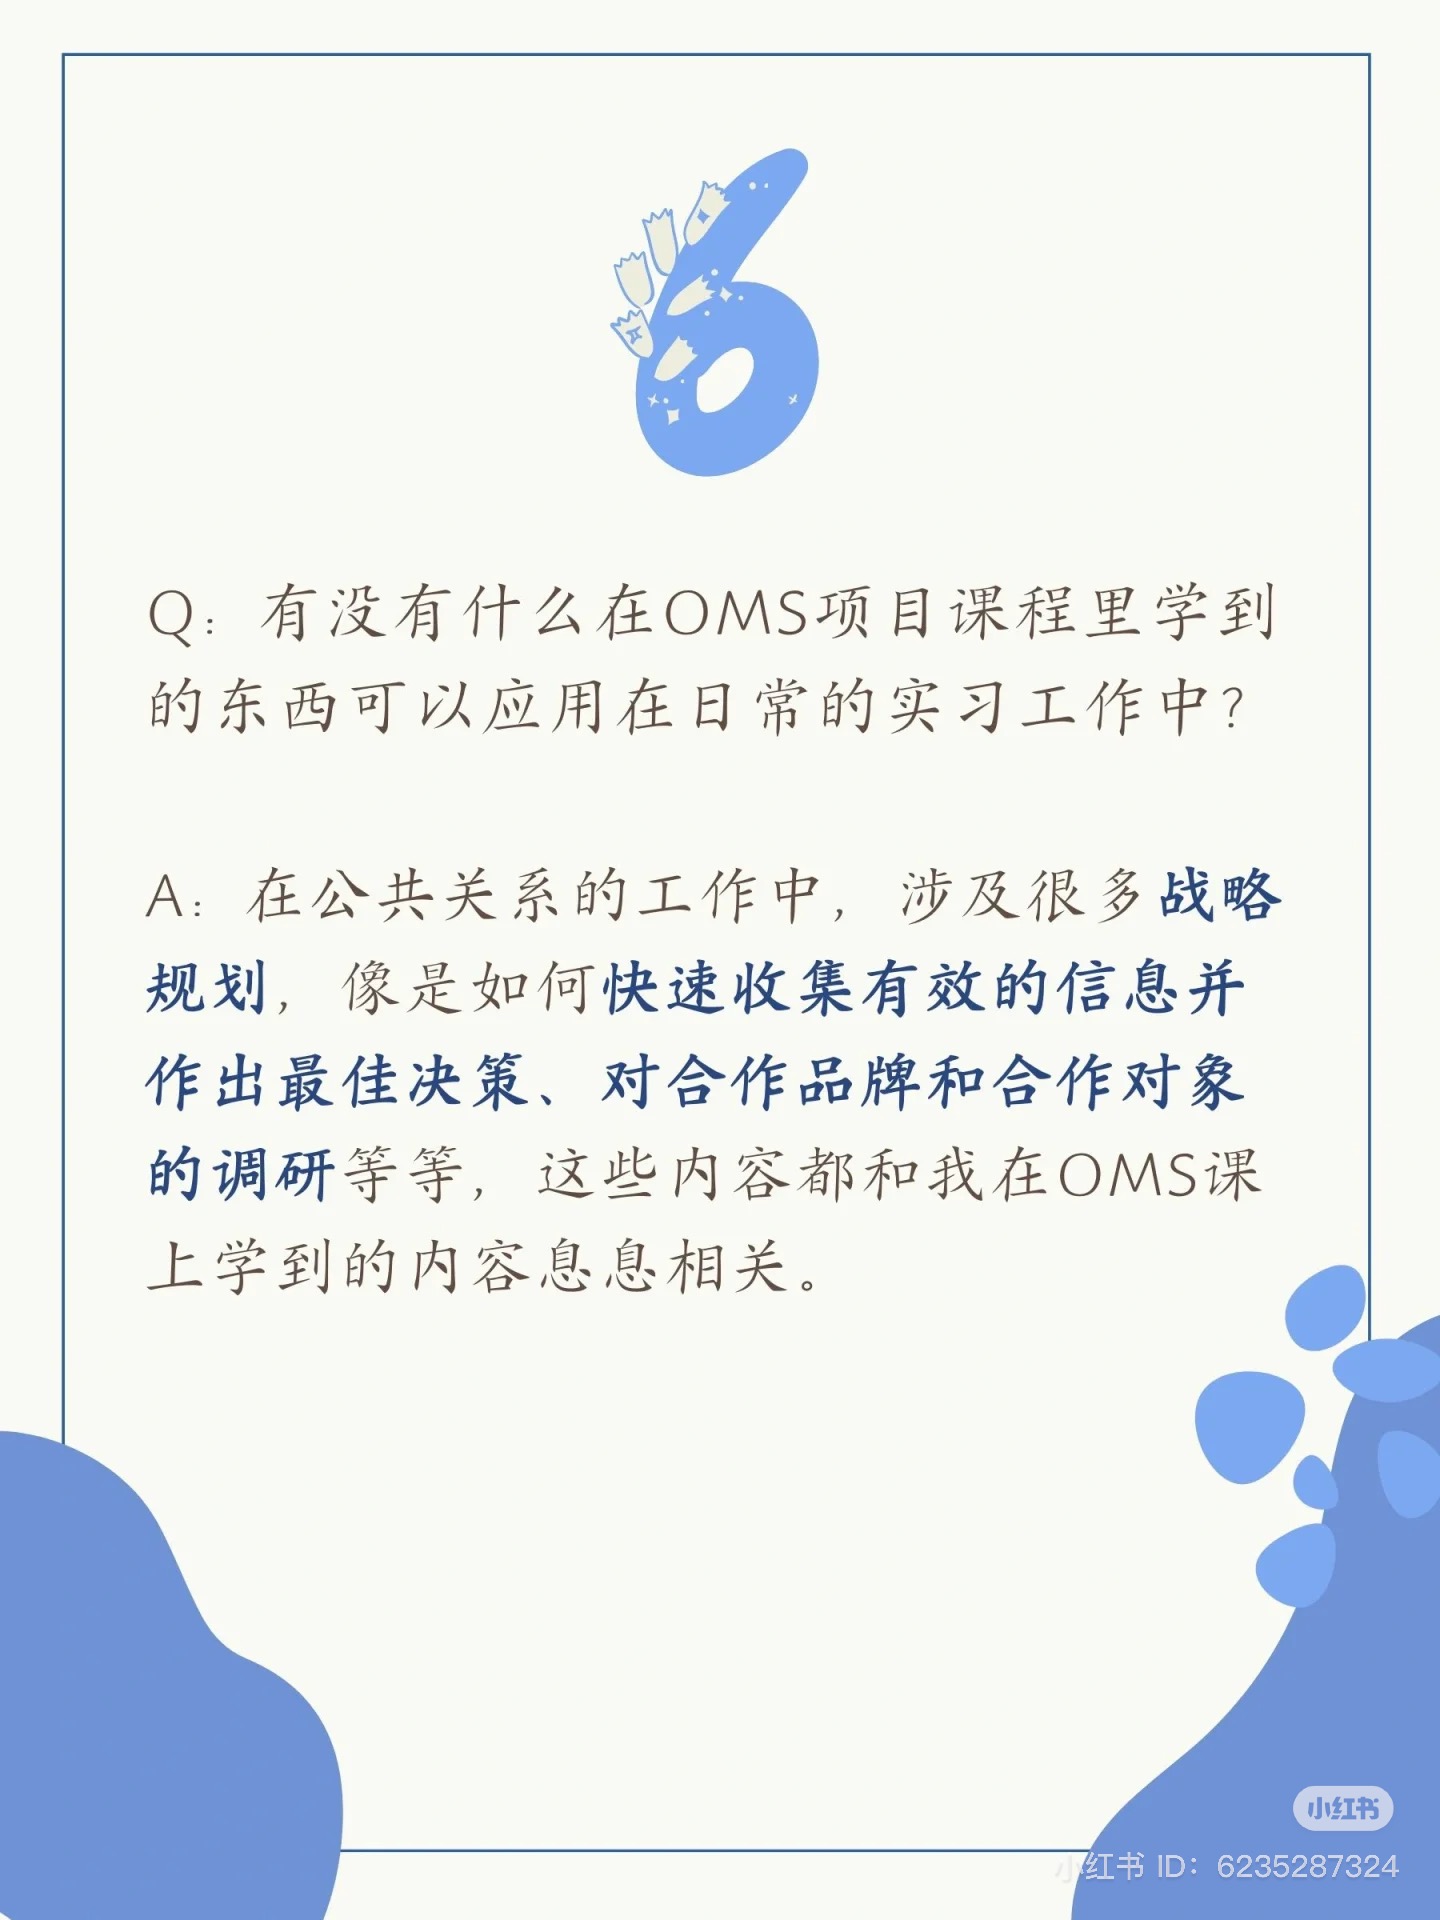 6
Q：有没有什么在OMS项目课程里学到
的东西可以应用在日常的实习工作中？
A：在公共关系的工作中，涉及很多战略
规划，像是如何快速收集有效的信息并
作出最佳决策、对合作品牌和合作对象
的调研等等，这些内容都和我在OMS课
上学到的内容息息相关。
小红书
小红书 ID：6235287324